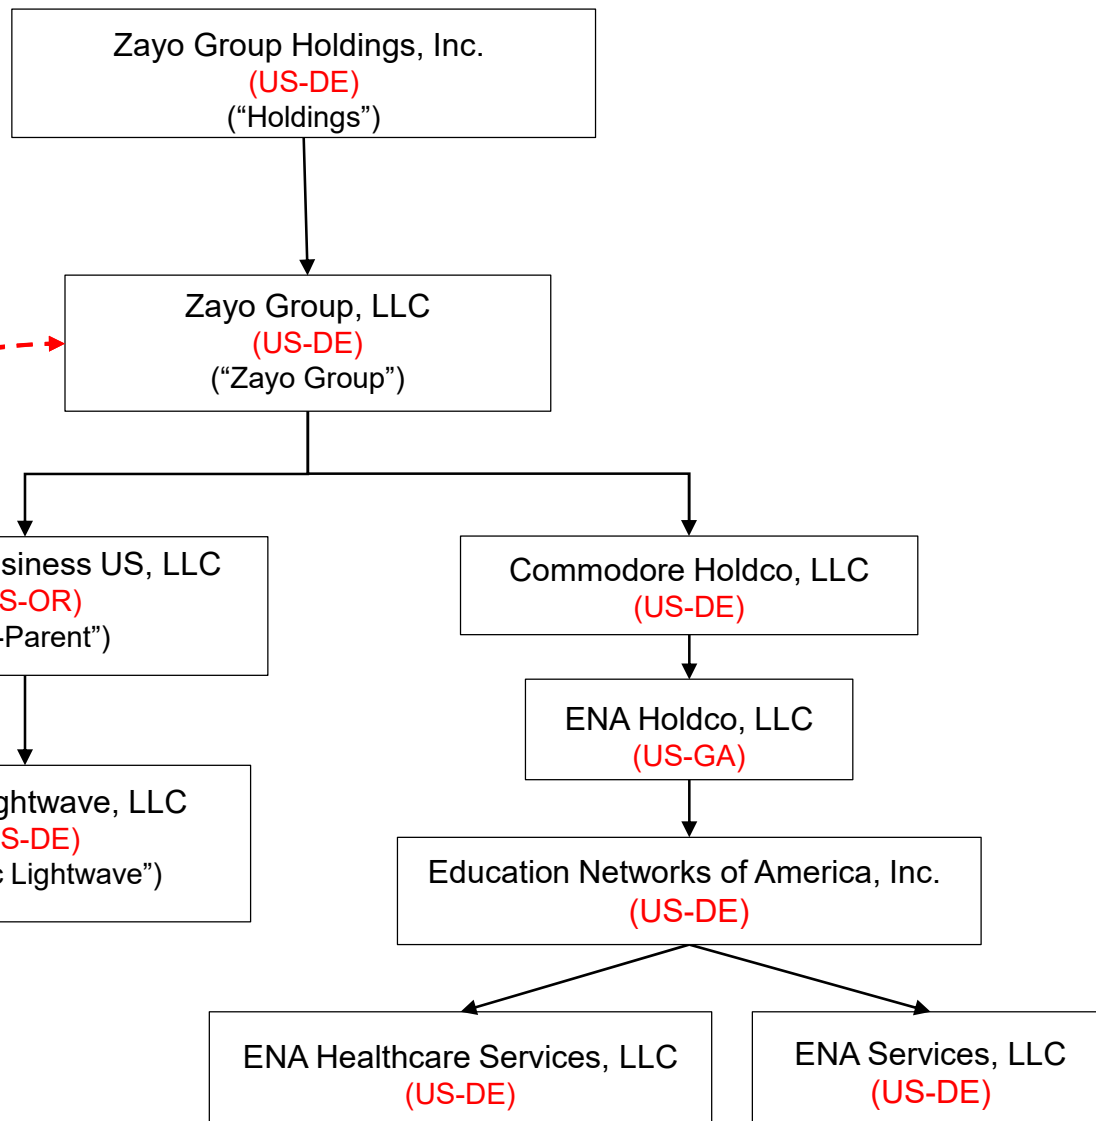 Zayo Group Holdings, Inc.
(US-DE)
(“Holdings”)
Zayo Group, LLC
(US-DE)
(“Zayo Group”)
siness US, LLC
S-OR)
-Parent”)
Commodore Holdco, LLC
(US-DE)
ENA Holdco, LLC
(US-GA)
ghtwave, LLC
S-DE)
c Lightwave”)
Education Networks of America, Inc.
(US-DE)
ENA Healthcare Services, LLC
(US-DE)
ENA Services, LLC
(US-DE)